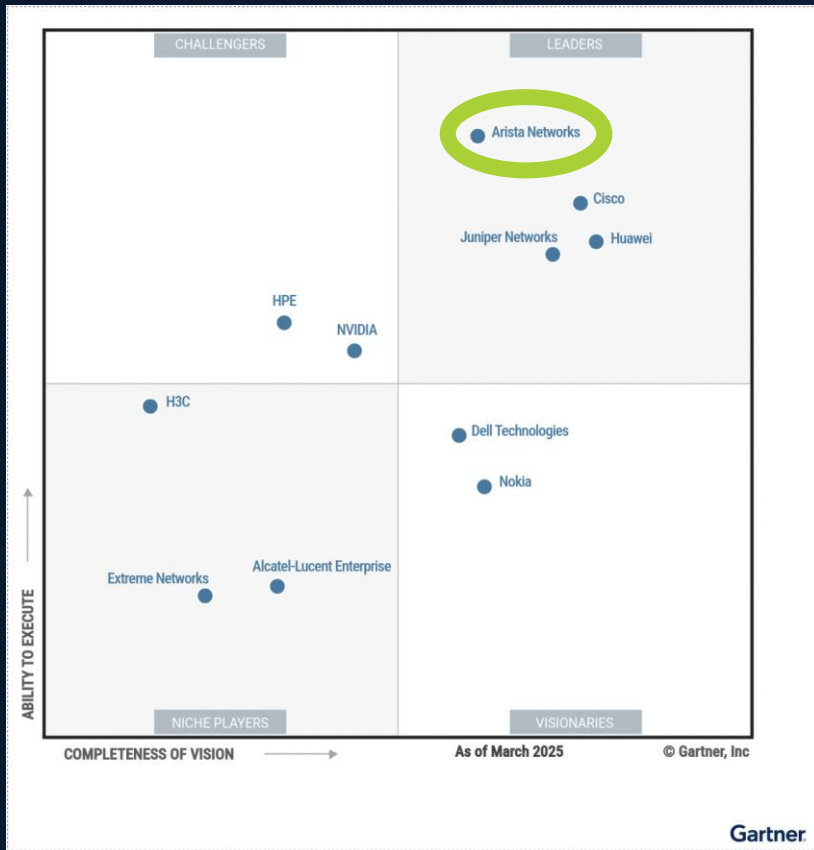 CHALLENGERS
LEADERS
Arista Networks
Cisco
Juniper Networks
Huawei
HPE
NVIDIA
H3C
Dell Technologies
Nokia
Alcatel-Lucent Enterprise
Extreme Networks
ABILITY TO EXECUTE
NICHE PLAYERS
VISIONARIES
COMPLETENESS OF VISION
As of March 2025
© Gartner, Inc
Gartner